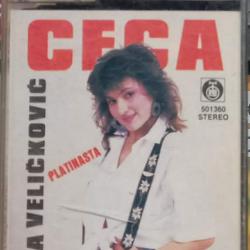 CECA
A VELIČKOVIĆ
PLATINASTA
501360
STEREO